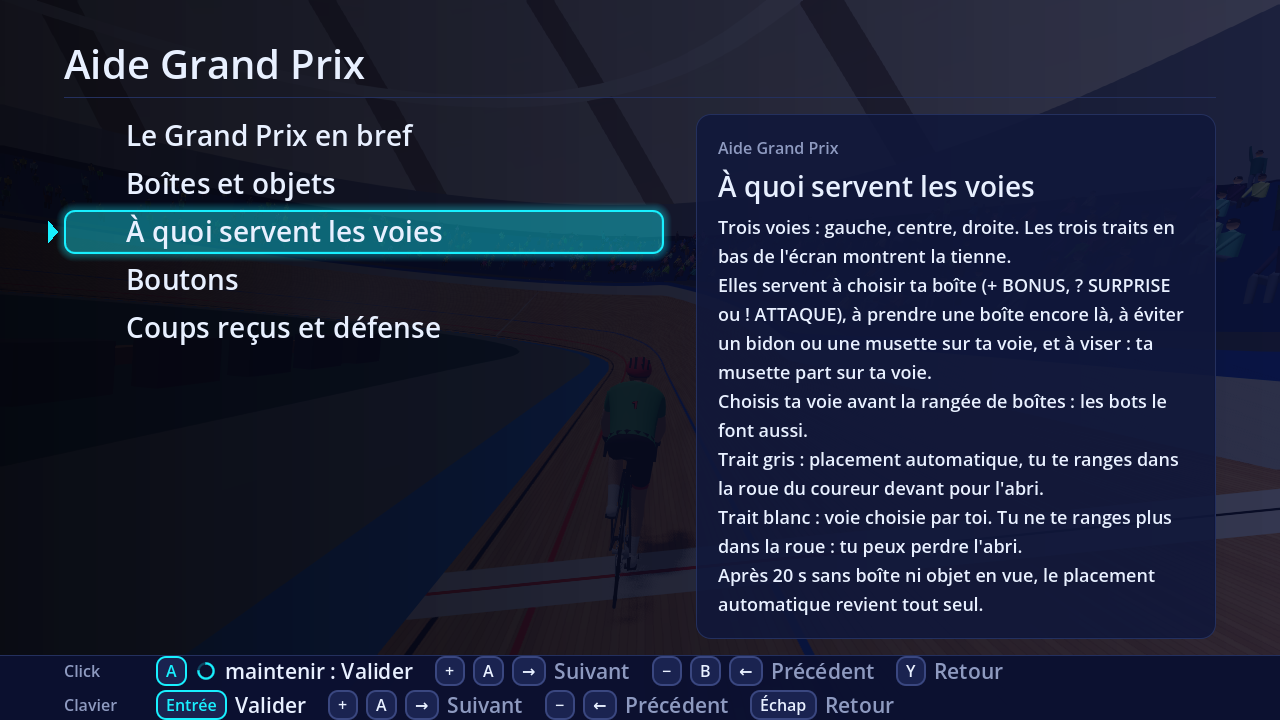 Aide Grand Prix
Le Grand Prix en bref
Boîtes et objets
À quoi servent les voies
Boutons
Coups reçus et défense
Aide Grand Prix
À quoi servent les voies
Trois voies : gauche, centre, droite. Les trois traits en
bas de l'écran montrent la tienne.
Elles servent à choisir ta boîte (+ BONUS, ? SURPRISE
ou ! ATTAQUE), à prendre une boîte encore là, à éviter
un bidon ou une musette sur ta voie, et à viser : ta
musette part sur ta voie.
Choisis ta voie avant la rangée de boîtes : les bots le
font aussi.
Trait gris : placement automatique, tu te ranges dans
la roue du coureur devant pour l'abri.
Trait blanc : voie choisie par toi. Tu ne te ranges plus
dans la roue : tu peux perdre l'abri.
Après 20 s sans boîte ni objet en vue, le placement
automatique revient tout seul.
Click A maintenir : Valider + A → Suivant − B ← Précédent Y Retour
Clavier Entrée Valider + A → Suivant − ← Précédent Échap Retour